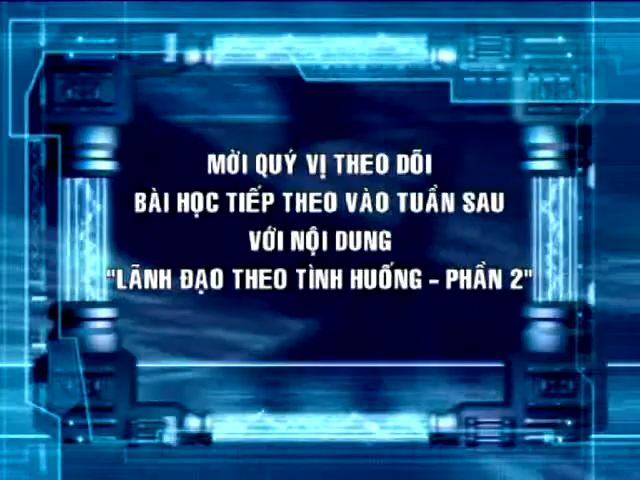 MỜI QUÝ VỊ THEO DÕI
BÀI HỌC TIẾP THEO VÀO TUẦN SAU
VỚI NỘI DUNG
"LÃNH ĐẠO THEO TÌNH HUỐNG - PHẦN 2"